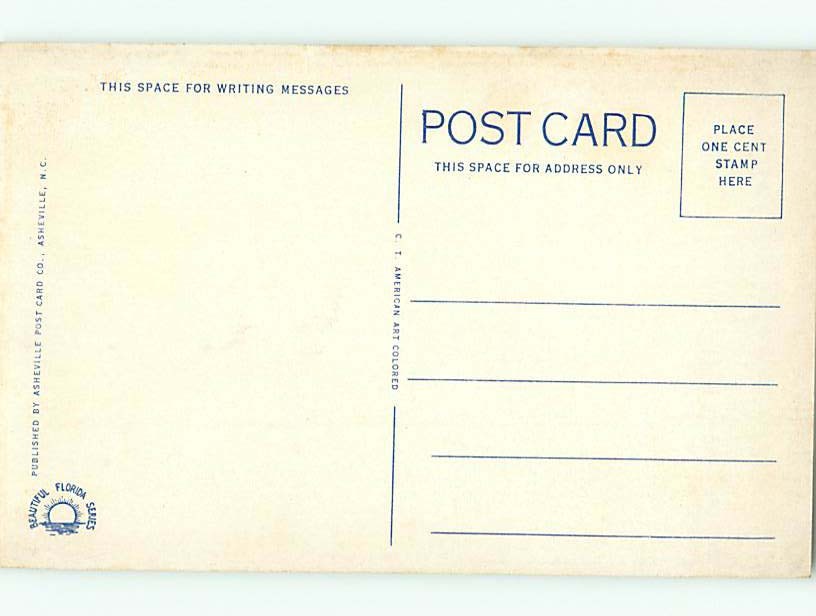 THIS SPACE FOR WRITING MESSAGES
POST CARD
THIS SPACE FOR ADDRESS ONLY
PLACE
ONE CENT
STAMP
HERE
C. T. AMERICAN ART COLORED
PUBLISHED BY ASHEVILLE POST CARD CO., ASHEVILLE, N.C.
BEAUTIFUL FLORIDA SERIES